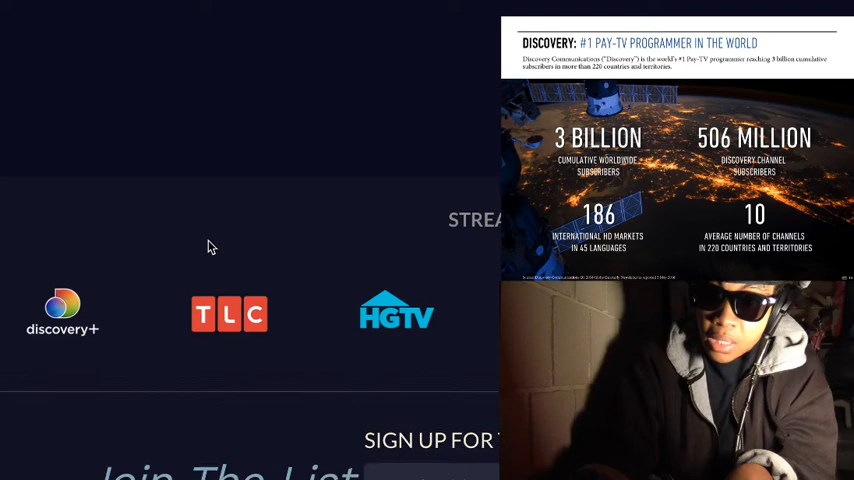 DISCOVERY: #1 PAY-TV PROGRAMMER IN THE WORLD
Discovery Communications ("Discovery") is the world's #1 Pay-TV programmer reaching 3 billion cumulative
subscribers in more than 220 countries and territories.
3 BILLION
CUMULATIVE WORLDWIDE
SUBSCRIBERS
506 MILLION
DISCOVERY CHANNEL
SUBSCRIBERS
186
INTERNATIONAL HD MARKETS
IN 45 LANGUAGES
10
AVERAGE NUMBER OF CHANNELS
IN 220 COUNTRIES AND TERRITORIES
STREA
discovery+
TLC
HGTV
SIGN UP FOR
Join The List